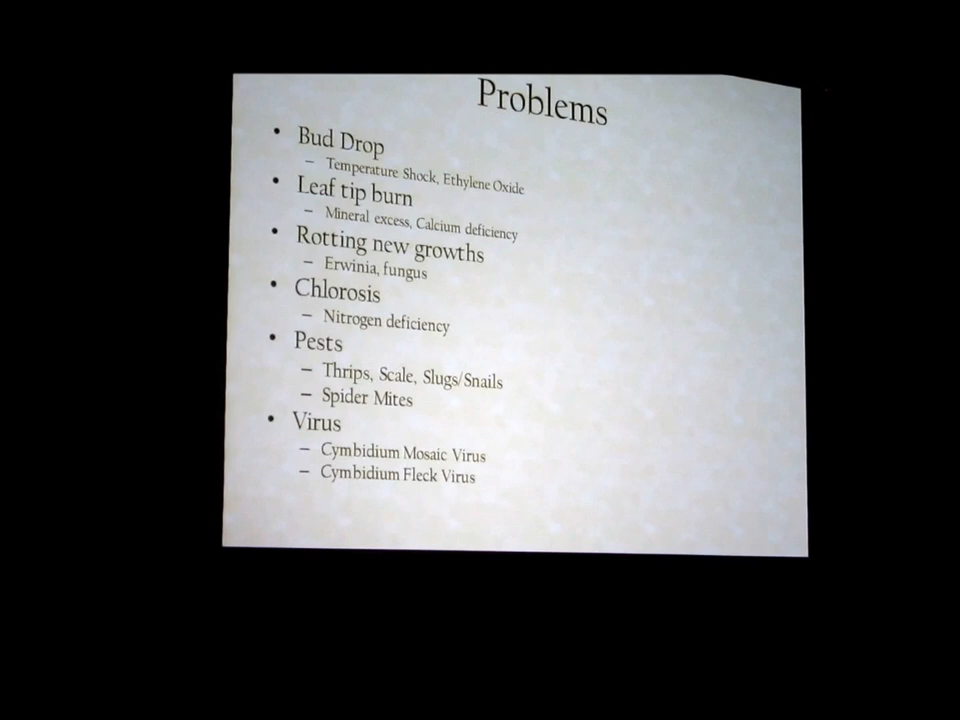 Problems
• Bud Drop
– Temperature Shock, Ethylene Oxide
• Leaf tip burn
– Mineral excess, Calcium deficiency
• Rotting new growths
– Erwinia, fungus
• Chlorosis
– Nitrogen deficiency
• Pests
– Thrips, Scale, Slugs/Snails
– Spider Mites
• Virus
– Cymbidium Mosaic Virus
– Cymbidium Fleck Virus